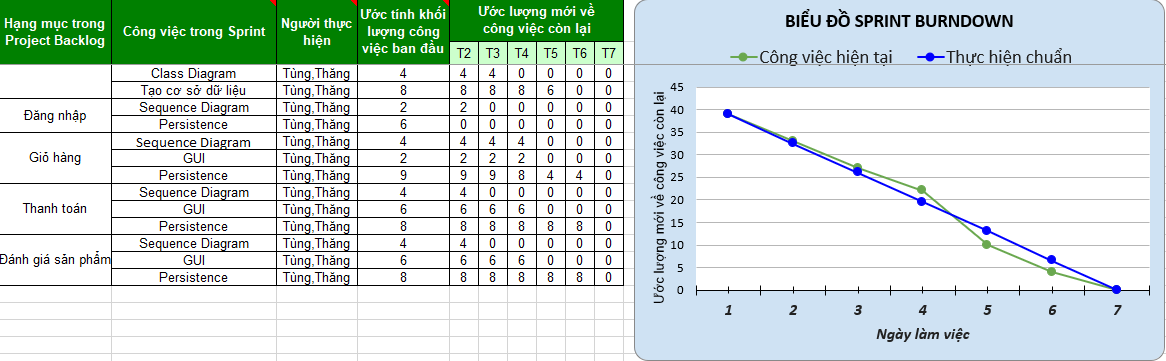 Hạng mục trong Project Backlog
Công việc trong Sprint
Người thực hiện
Ước tính khối lượng công việc ban đầu
Ước lượng mới về công việc còn lại
T2 T3 T4 T5 T6 T7
Class Diagram Tùng,Thăng 4 4 4 0 0 0 0
Tạo cơ sở dữ liệu Tùng,Thăng 8 8 8 8 6 0 0
Đăng nhập
Sequence Diagram Tùng,Thăng 2 2 0 0 0 0 0
Persistence Tùng,Thăng 6 0 0 0 0 0 0
Giỏ hàng
Sequence Diagram Tùng,Thăng 4 4 4 4 0 0 0
GUI Tùng,Thăng 2 2 2 2 0 0 0
Persistence Tùng,Thăng 9 9 9 8 4 4 0
Thanh toán
Sequence Diagram Tùng,Thăng 4 4 0 0 0 0 0
GUI Tùng,Thăng 6 6 6 6 0 0 0
Persistence Tùng,Thăng 8 8 8 8 8 8 0
Đánh giá sản phẩm
Sequence Diagram Tùng,Thăng 4 4 0 0 0 0 0
GUI Tùng,Thăng 6 6 6 6 0 0 0
Persistence Tùng,Thăng 8 8 8 8 8 8 0
BIỂU ĐỒ SPRINT BURNDOWN
Công việc hiện tại Thực hiện chuẩn
Ước lượng mới về công việc còn lại
45
40
35
30
25
20
15
10
5
0
1 2 3 4 5 6 7
Ngày làm việc